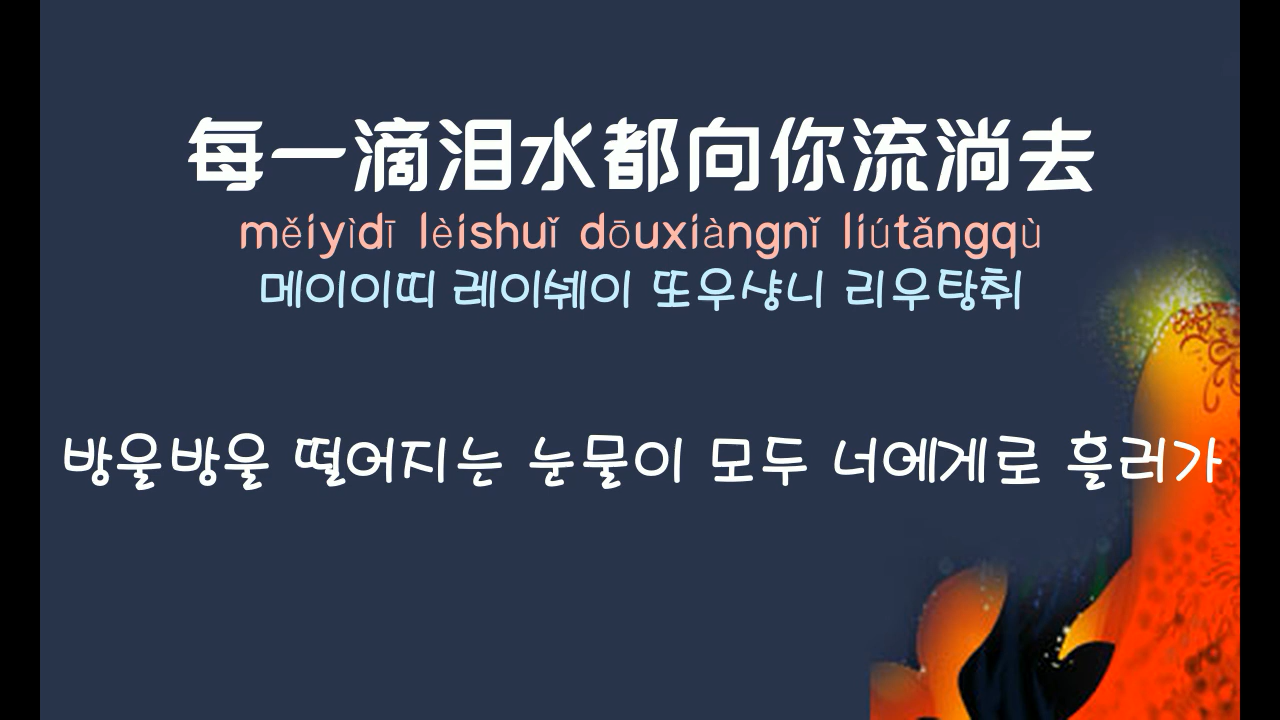 每一滴泪水都向你流淌去
měiyìdī lèishuǐ dōuxiàngnǐ liútǎngqù
메이이띠 레이쉐이 또우샹니 리우탕취
방울방울 떨어지는 눈물이 모두 너에게로 흘러가